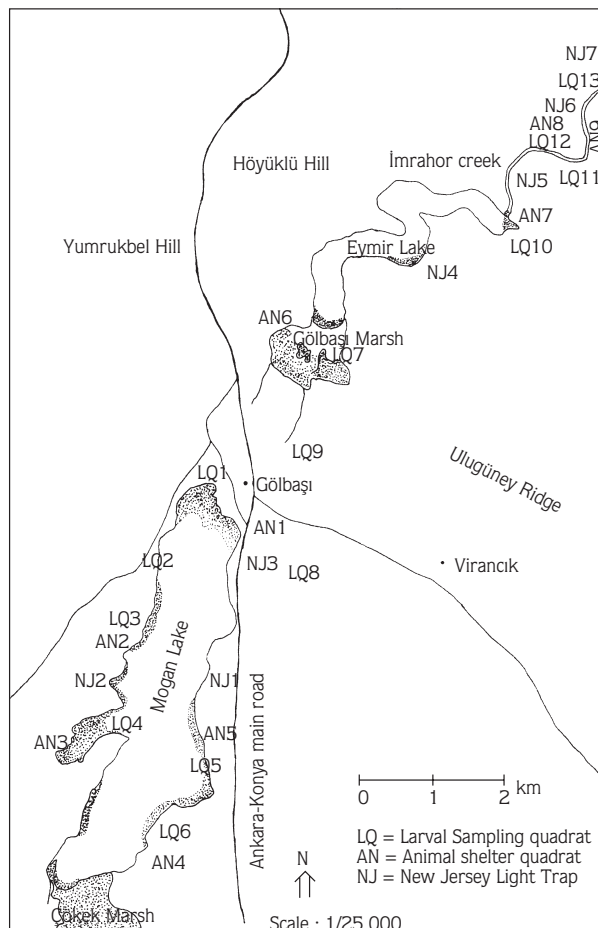 NJ7
LQ13
NJ6
AN8
AN9
LQ12
LQ11
Höyüklü Hill
İmrahor creek
NJ5
AN7
Yumrukbel Hill
Eymir Lake
LQ10
NJ4
AN6
Gölbaşı Marsh
LQ7
LQ9
Ulugüney Ridge
LQ1
Gölbaşı
AN1
LQ2
NJ3
LQ8
Virancık
LQ3
AN2
Mogan Lake
NJ2
NJ1
LQ4
AN3
AN5
LQ5
Ankara-Konya main road
0 1 2 km
LQ6
AN4
LQ = Larval Sampling quadrat
AN = Animal shelter quadrat
NJ = New Jersey Light Trap
N
Çökek Marsh
Scale : 1/25.000